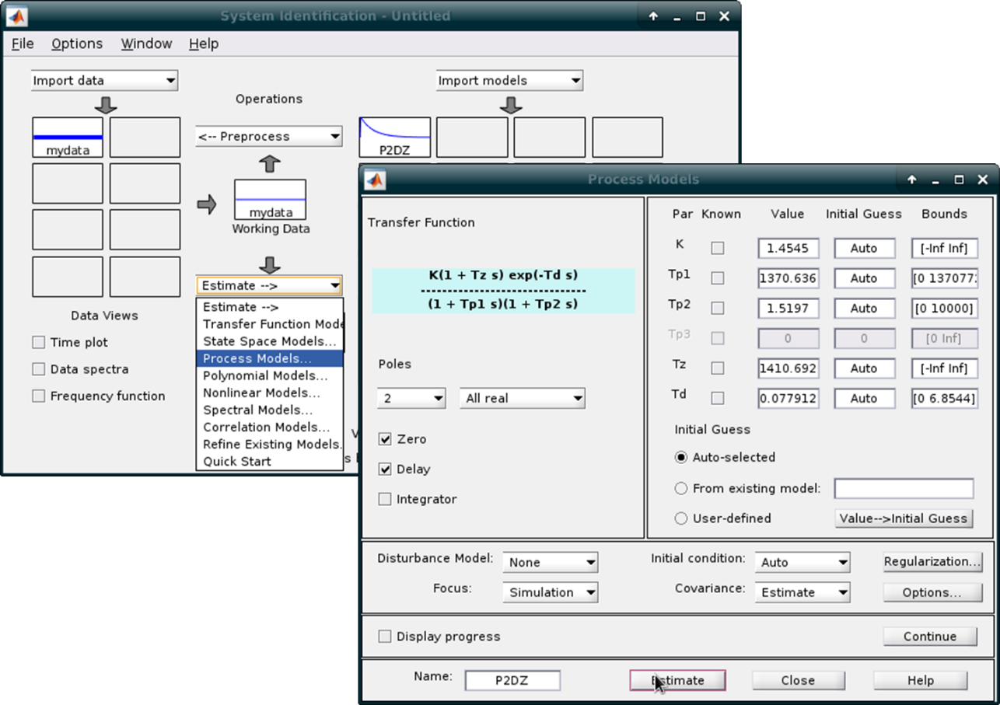 System Identification - Untitled
File Options Window Help
Import data
Import models
Operations
<-- Preprocess
mydata
P2DZ
mydata
Working Data
Estimate -->
Estimate -->
Transfer Function Mode
State Space Models...
Process Models...
Polynomial Models...
Nonlinear Models...
Spectral Models...
Correlation Models...
Refine Existing Models.
Quick Start
Data Views
Time plot
Data spectra
Frequency function
Process Models
Transfer Function
K(1 + Tz s) exp(-Td s)
-----------------------------
(1 + Tp1 s)(1 + Tp2 s)
Poles
2 All real
Zero
Delay
Integrator
Par Known Value Initial Guess Bounds
K 1.4545 Auto [-Inf Inf]
Tp1 1370.636 Auto [0 137077
Tp2 1.5197 Auto [0 10000]
Tp3 0 0 [0 Inf]
Tz 1410.692 Auto [-Inf Inf]
Td 0.077912 Auto [0 6.8544]
Initial Guess
Auto-selected
From existing model:
User-defined Value-->Initial Guess
Disturbance Model: None Initial condition: Auto Regularization...
Focus: Simulation Covariance: Estimate Options...
Display progress Continue
Name: P2DZ Estimate Close Help